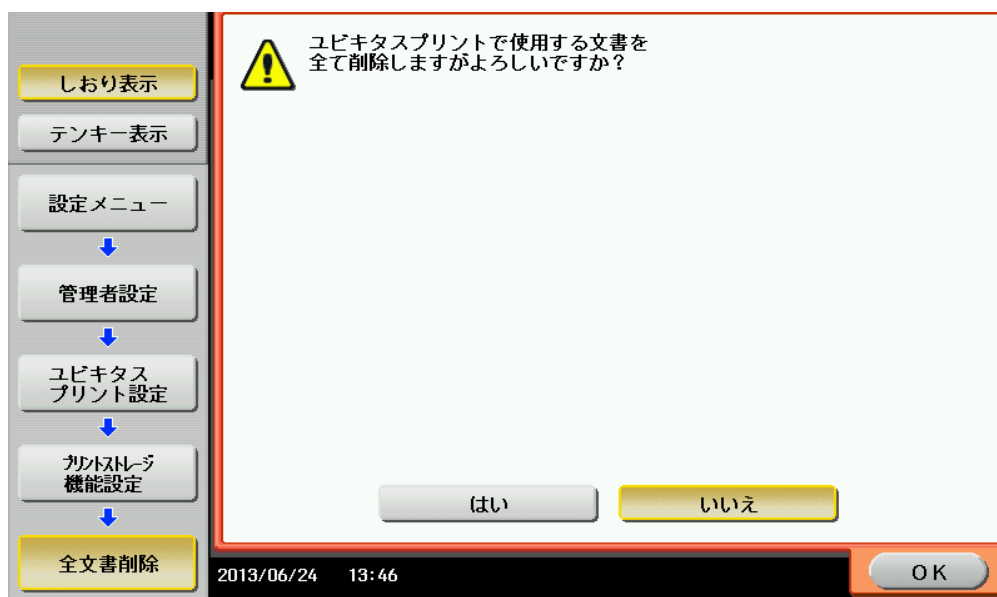 しおり表示
テンキー表示
設定メニュー
管理者設定
ユビキタス
プリント設定
プリントストレージ
機能設定
全文書削除
ユビキタスプリントで使用する文書を
全て削除しますがよろしいですか？
はい
いいえ
2013/06/24 13:46
OK